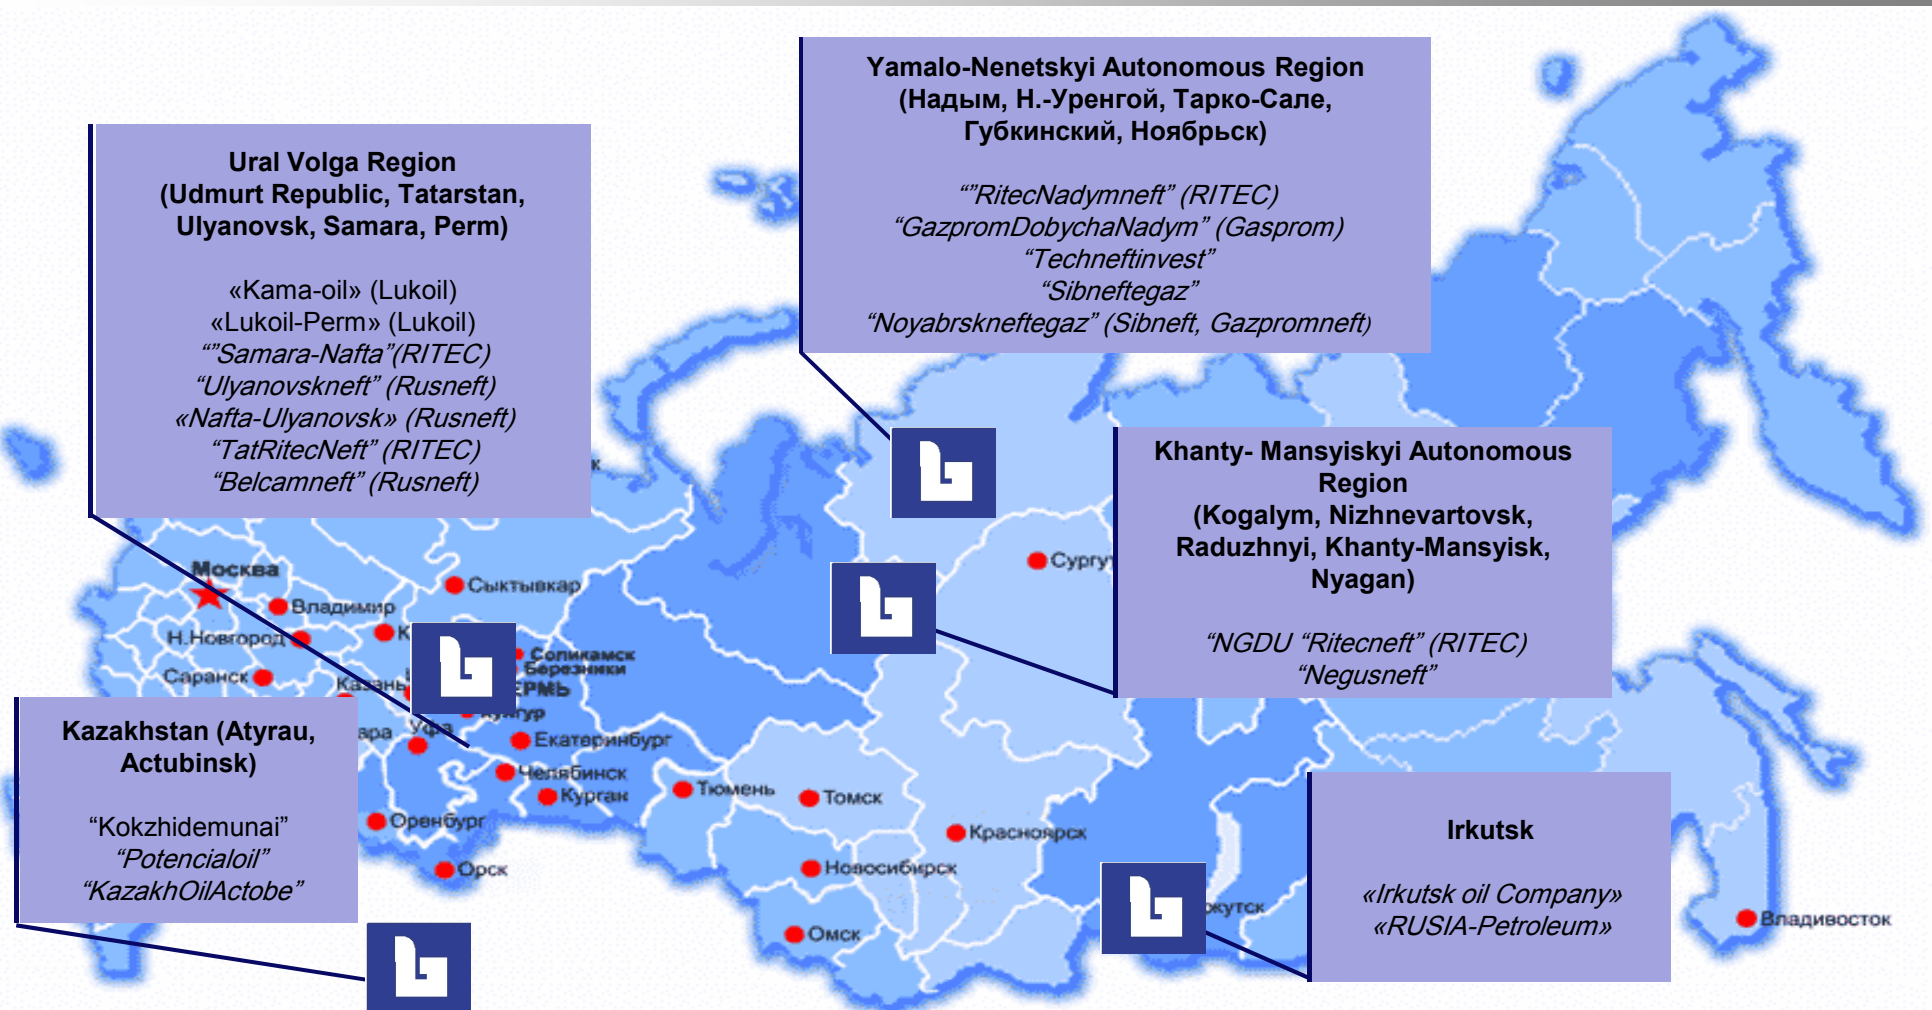 Yamalo-Nenetskyi Autonomous Region
(Надым, Н.-Уренгой, Тарко-Сале,
Губкинский, Ноябрьск)
“”RitecNadymneft” (RITEC)
“GazpromDobychaNadym” (Gasprom)
“Techneftinvest”
“Sibneftegaz”
“Noyabrskneftegaz” (Sibneft, Gazpromneft)
Ural Volga Region
(Udmurt Republic, Tatarstan,
Ulyanovsk, Samara, Perm)
«Kama-oil» (Lukoil)
«Lukoil-Perm» (Lukoil)
“”Samara-Nafta”(RITEC)
“Ulyanovskneft” (Rusneft)
«Nafta-Ulyanovsk» (Rusneft)
“TatRitecNeft” (RITEC)
“Belcamneft” (Rusneft)
Khanty- Mansyiskyi Autonomous
Region
(Kogalym, Nizhnevartovsk,
Raduzhnyi, Khanty-Mansyisk,
Nyagan)
“NGDU “Ritecneft” (RITEC)
“Negusneft”
Kazakhstan (Atyrau,
Actubinsk)
“Kokzhidemunai”
“Potencialoil”
“KazakhOilActobe”
Irkutsk
«Irkutsk oil Company»
«RUSIA-Petroleum»
Москва
Сыктывкар
Владимир
Н.Новгород
Саранск
Казань
Соликамск
Березники
ЕРМЬ
Кунгур
Уфа
ара
Екатеринбург
Челябинск
Курган
Оренбург
Орск
Тюмень
Томск
Красноярск
Новосибирск
Омск
Сургу
ркутск
Владивосток